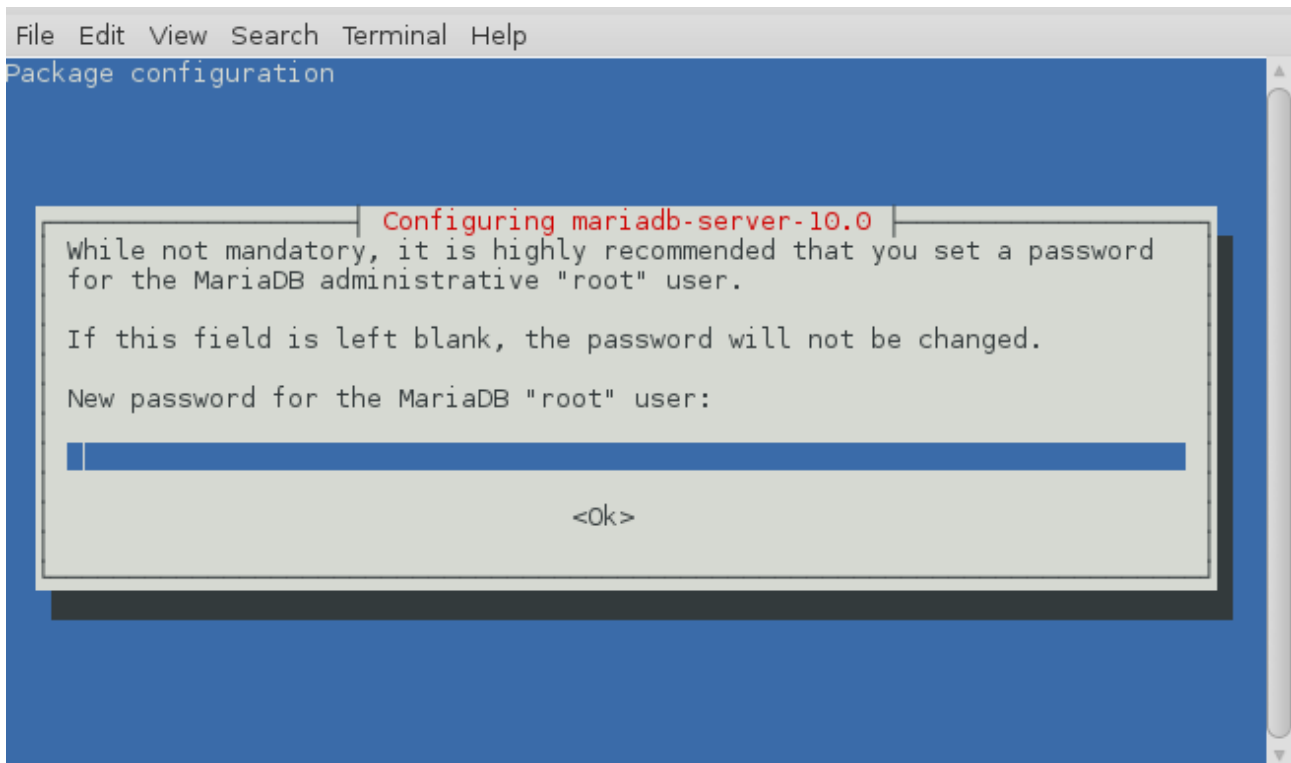 File Edit View Search Terminal Help
Package configuration
Configuring mariadb-server-10.0
While not mandatory, it is highly recommended that you set a password
for the MariaDB administrative "root" user.
If this field is left blank, the password will not be changed.
New password for the MariaDB "root" user:
<Ok>